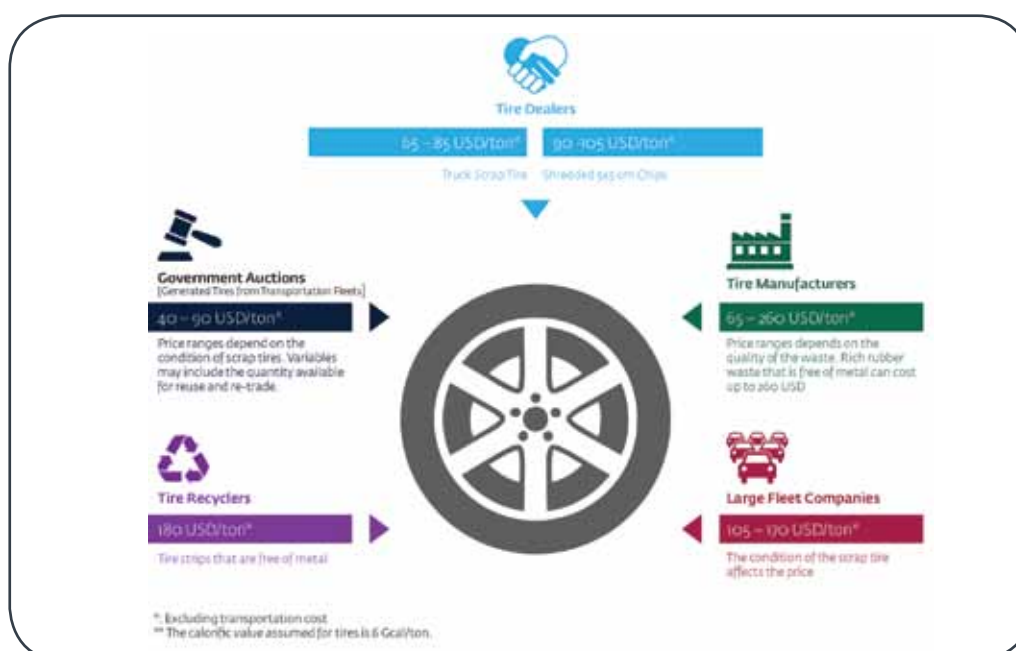 Tire Dealers
65 – 85 USD/ton* 90 -105 USD/ton*
Truck Scrap Tire Shredded 5x5 cm Chips
Government Auctions
[Generated Tires from Transportation Fleets]
40 – 90 USD/ton*
Price ranges depend on the
condition of scrap tires. Variables
may include the quantity available
for reuse and re-trade.
Tire Manufacturers
65 – 260 USD/ton*
Price ranges depends on the
quality of the waste. Rich rubber
waste that is free of metal can cost
up to 260 USD
Tire Recyclers
180 USD/ton*
Tire strips that are free of metal
Large Fleet Companies
105 – 170 USD/ton*
The condition of the scrap tire
affects the price
*: Excluding transportation cost
** The calorific value assumed for tires is 6 Gcal/ton.